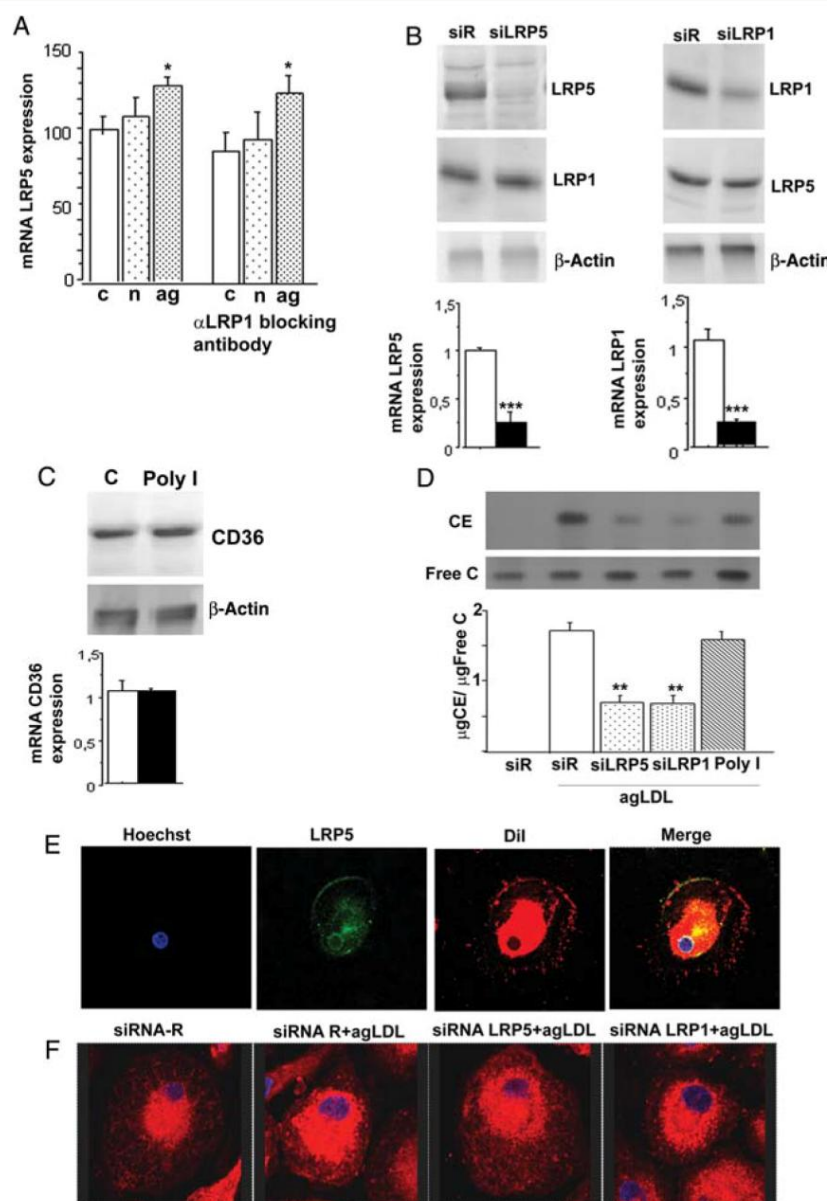 A
150
100
50
0
mRNA LRP5 expression
*
*
c n ag
c n ag
αLRP1 blocking
antibody
B
siR siLRP5
LRP5
LRP1
β-Actin
1,5
1
0,5
0
mRNA LRP5
expression
***
siR siLRP1
LRP1
LRP5
β-Actin
1,5
1
0,5
0
mRNA LRP1
expression
***
C
C Poly I
CD36
β-Actin
1,5
1
0,5
0
mRNA CD36
expression
D
CE
Free C
2
1
μgCE/ μgFree C
**
**
siR siR siLRP5 siLRP1 Poly I
agLDL
E
Hoechst LRP5 DiI Merge
F
siRNA-R siRNA R+agLDL siRNA LRP5+agLDL siRNA LRP1+agLDL